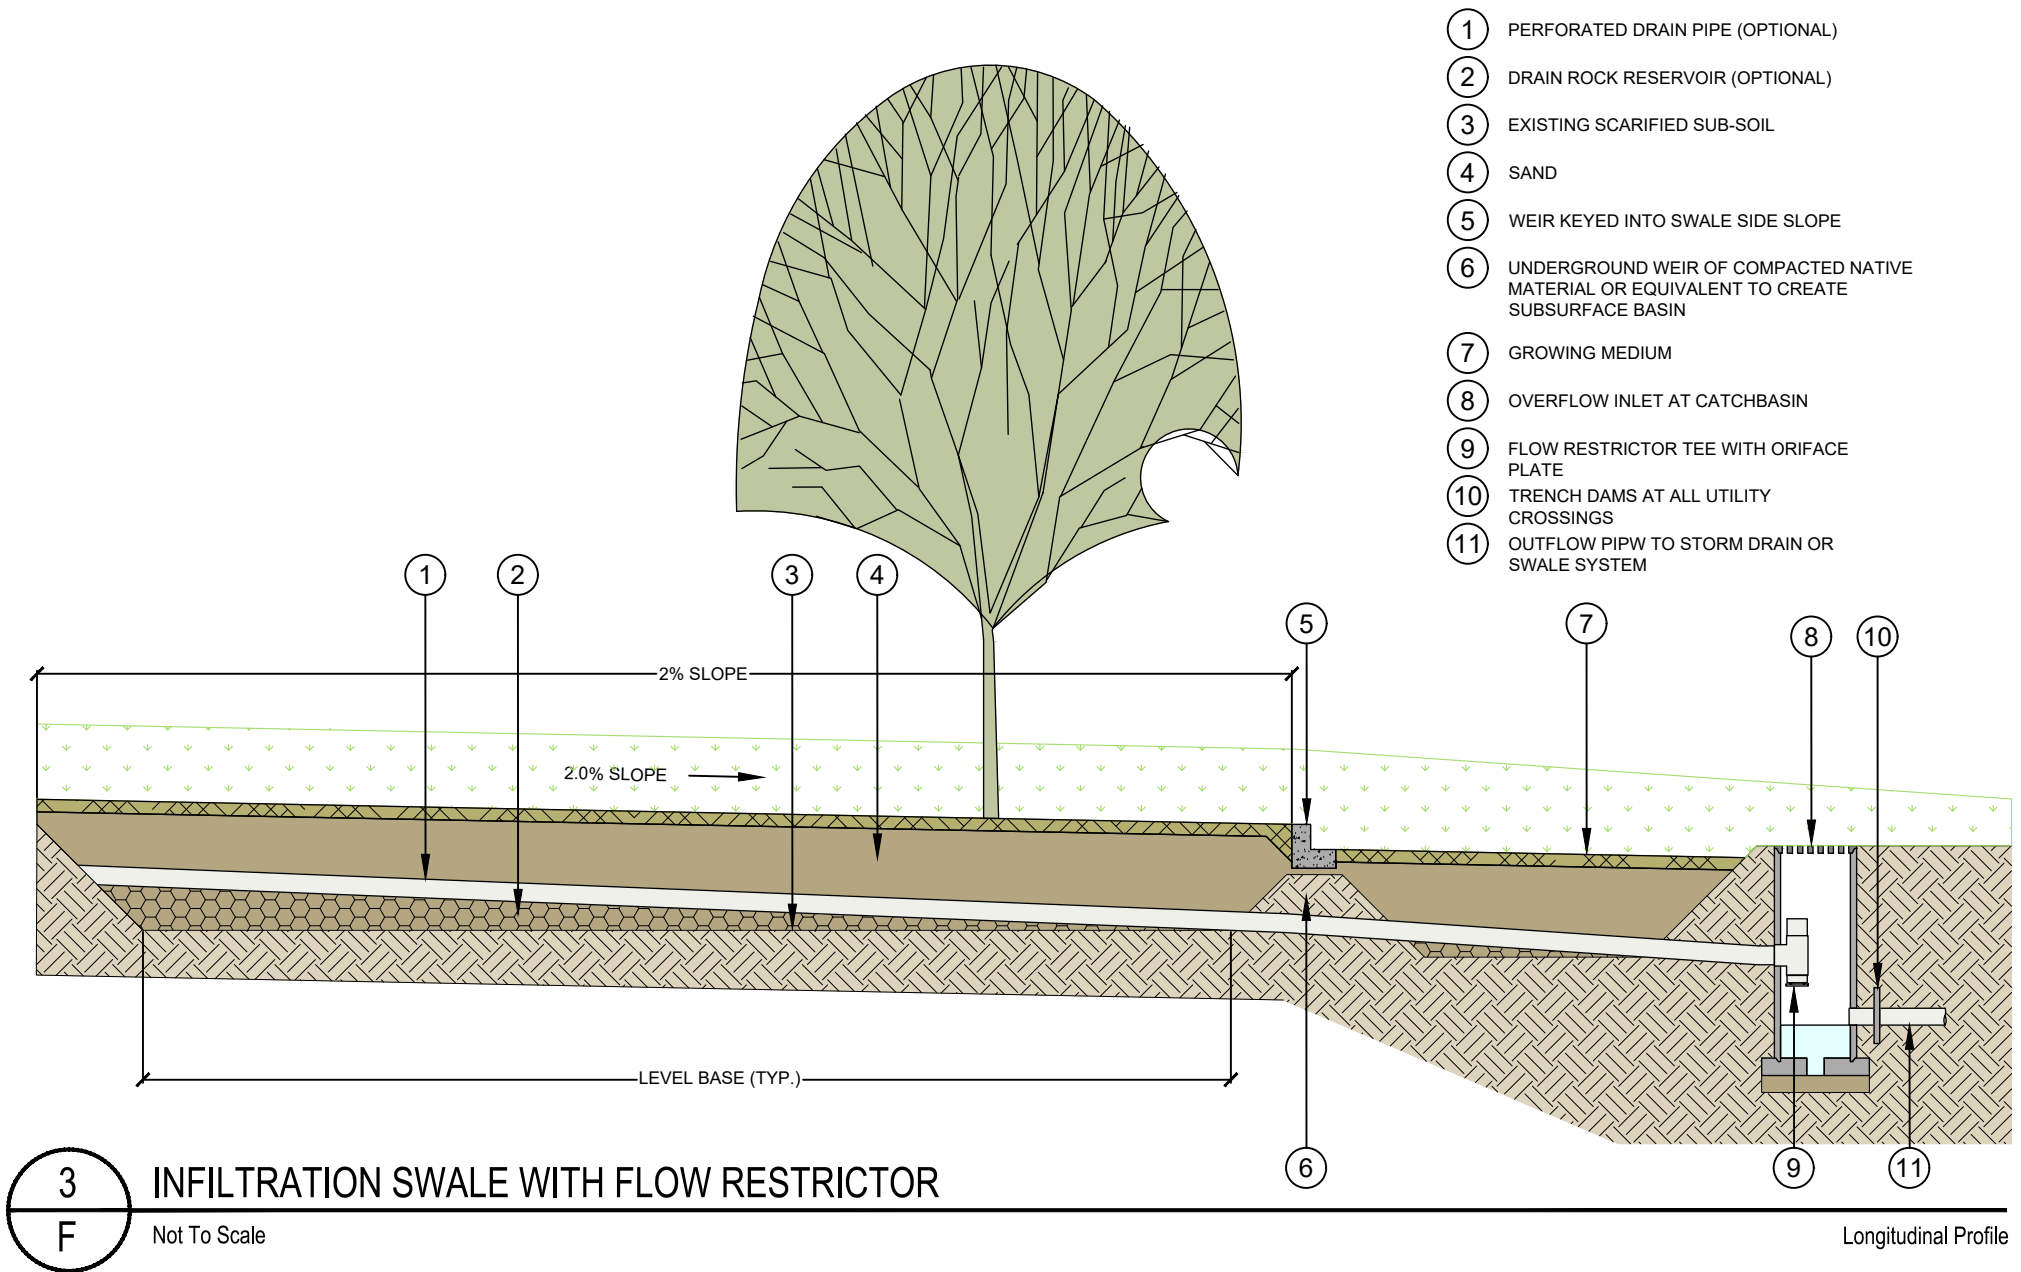 1 PERFORATED DRAIN PIPE (OPTIONAL)
2 DRAIN ROCK RESERVOIR (OPTIONAL)
3 EXISTING SCARIFIED SUB-SOIL
4 SAND
5 WEIR KEYED INTO SWALE SIDE SLOPE
6 UNDERGROUND WEIR OF COMPACTED NATIVE
MATERIAL OR EQUIVALENT TO CREATE
SUBSURFACE BASIN
7 GROWING MEDIUM
8 OVERFLOW INLET AT CATCHBASIN
9 FLOW RESTRICTOR TEE WITH ORIFACE
PLATE
10 TRENCH DAMS AT ALL UTILITY
CROSSINGS
11 OUTFLOW PIPW TO STORM DRAIN OR
SWALE SYSTEM
1 2 3 4
5 7 8 10
2% SLOPE
2.0% SLOPE
LEVEL BASE (TYP.)
6 9 11
3 INFILTRATION SWALE WITH FLOW RESTRICTOR
F Not To Scale Longitudinal Profile